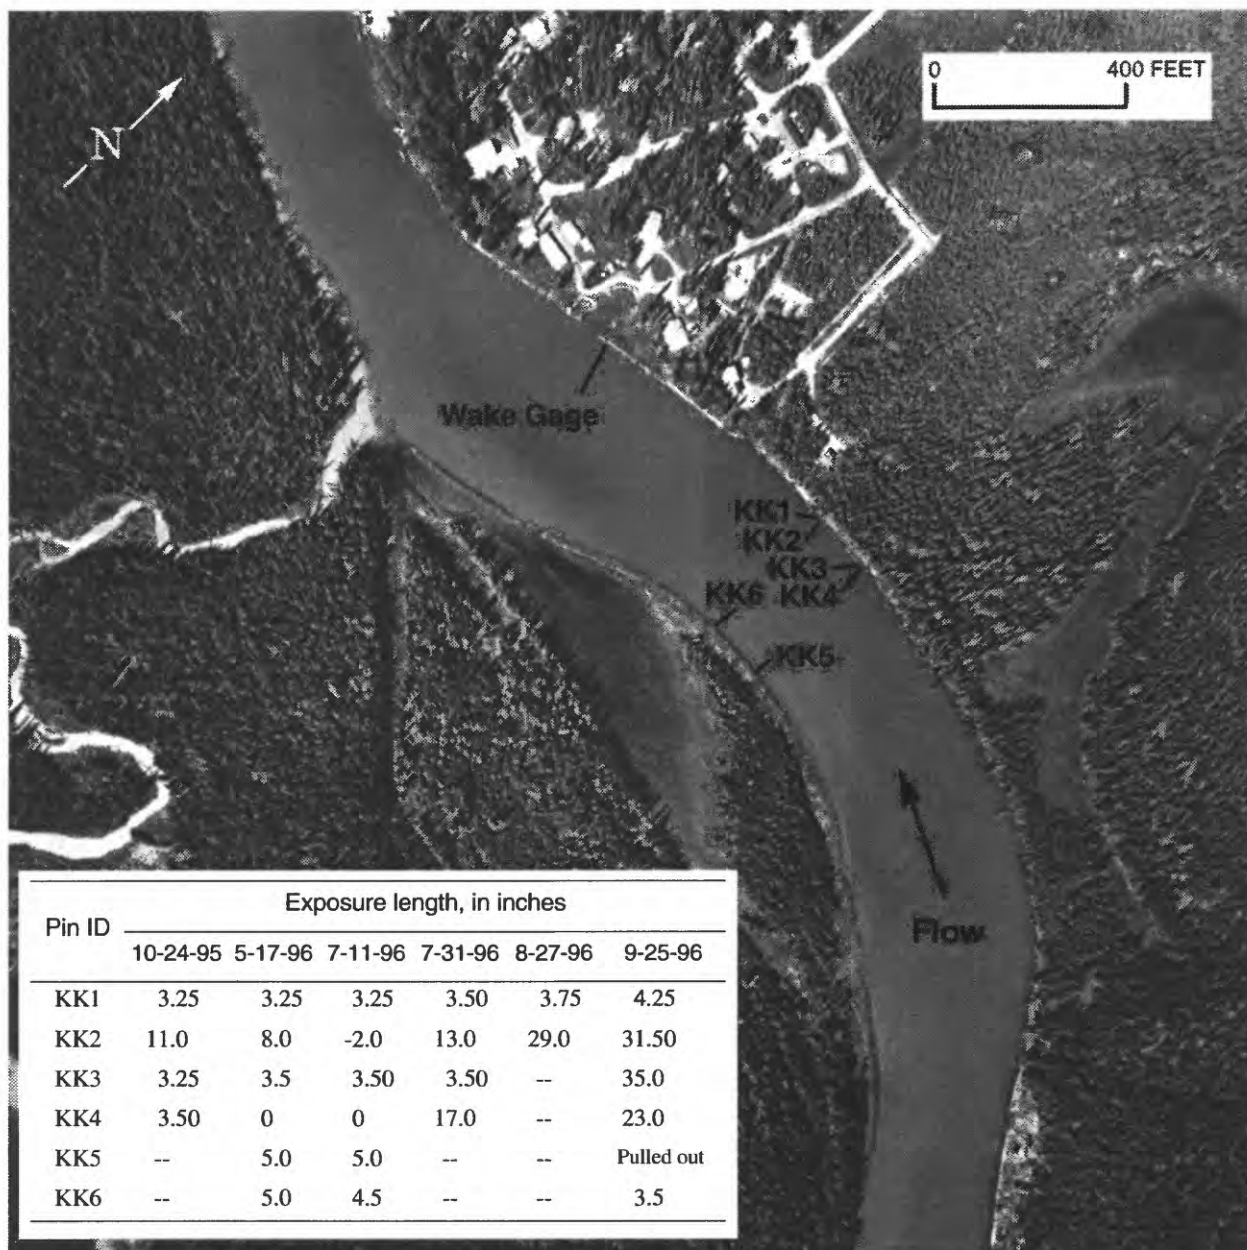 0 400 FEET
N
Wake Gage
KK1
KK2
KK3
KK6 KK4
KK5
Flow
Exposure length, in inches
Pin ID
10-24-95 5-17-96 7-11-96 7-31-96 8-27-96 9-25-96
KK1 3.25 3.25 3.25 3.50 3.75 4.25
KK2 11.0 8.0 -2.0 13.0 29.0 31.50
KK3 3.25 3.5 3.50 3.50 -- 35.0
KK4 3.50 0 0 17.0 -- 23.0
KK5 -- 5.0 5.0 -- -- Pulled out
KK6 -- 5.0 4.5 -- -- 3.5